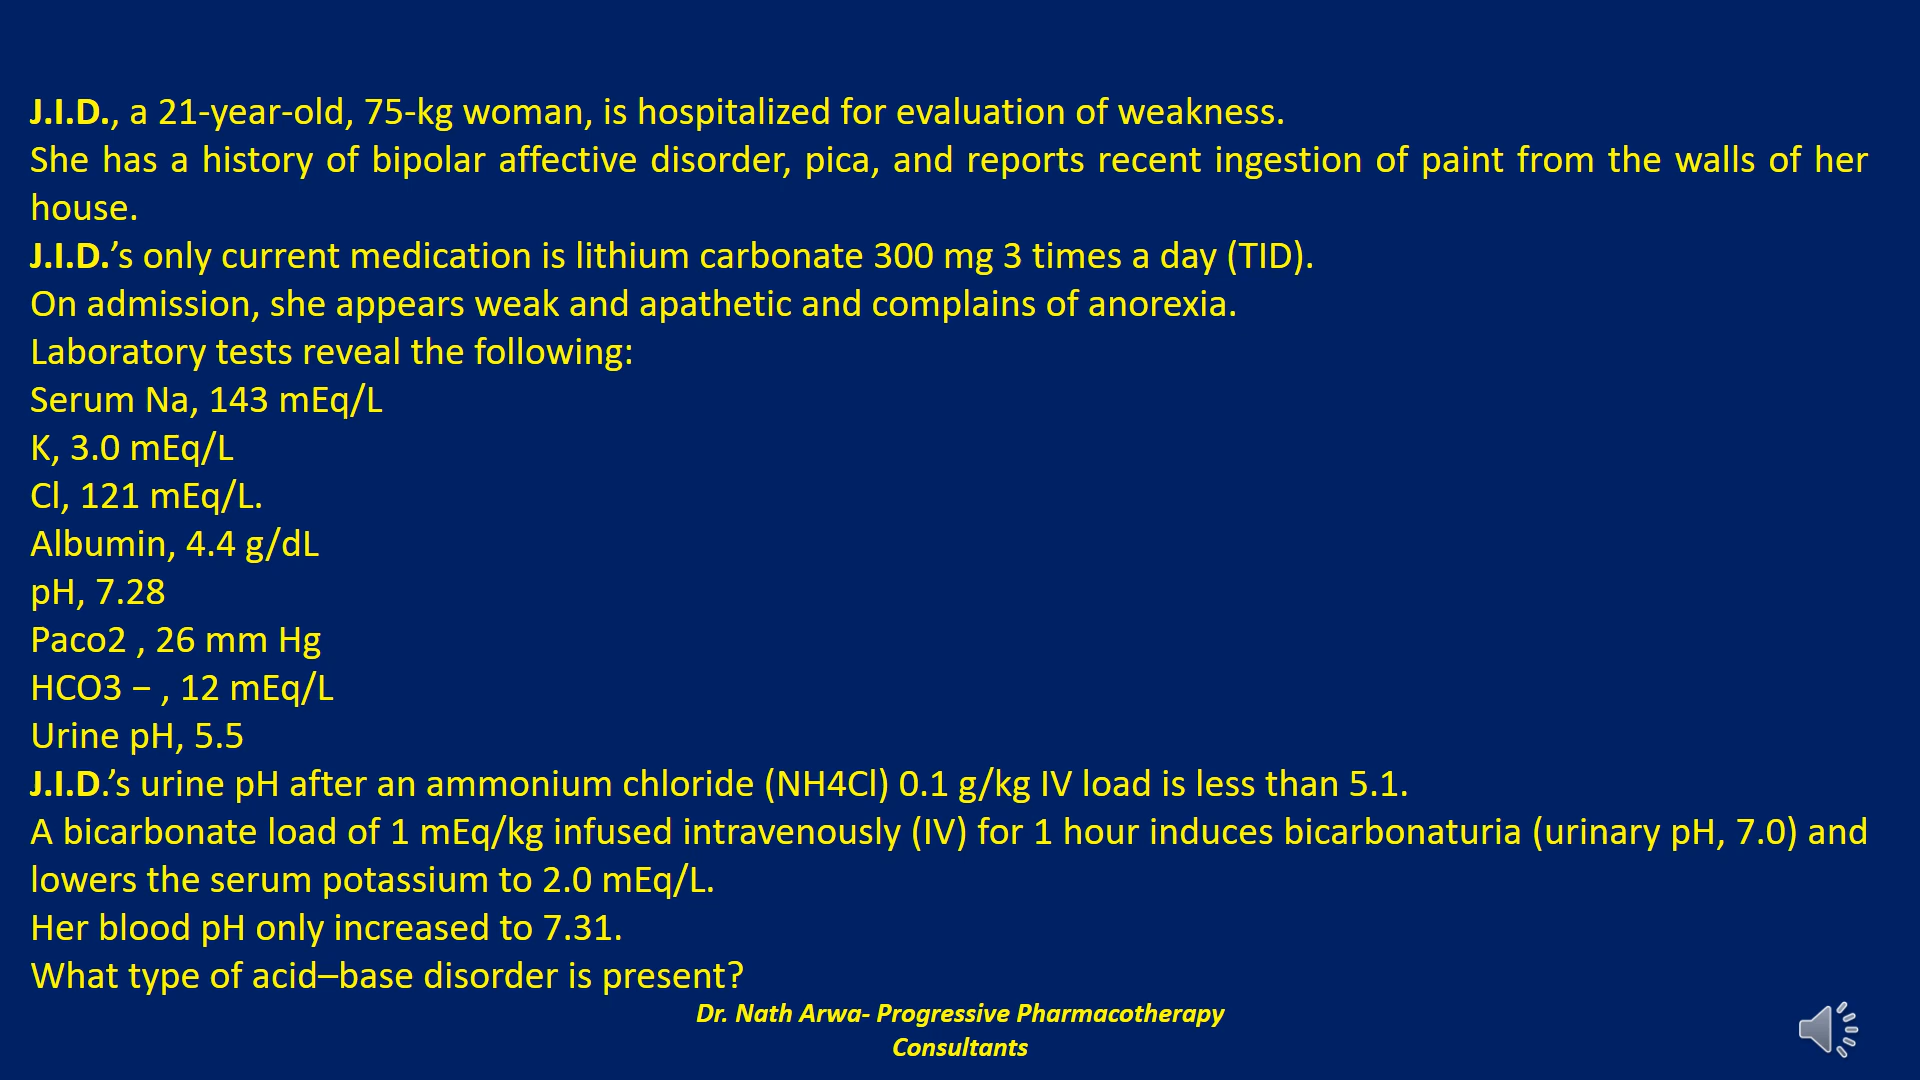 J.I.D., a 21-year-old, 75-kg woman, is hospitalized for evaluation of weakness.
She has a history of bipolar affective disorder, pica, and reports recent ingestion of paint from the walls of her
house.
J.I.D.’s only current medication is lithium carbonate 300 mg 3 times a day (TID).
On admission, she appears weak and apathetic and complains of anorexia.
Laboratory tests reveal the following:
Serum Na, 143 mEq/L
K, 3.0 mEq/L
Cl, 121 mEq/L.
Albumin, 4.4 g/dL
pH, 7.28
Paco2 , 26 mm Hg
HCO3 − , 12 mEq/L
Urine pH, 5.5
J.I.D.’s urine pH after an ammonium chloride (NH4Cl) 0.1 g/kg IV load is less than 5.1.
A bicarbonate load of 1 mEq/kg infused intravenously (IV) for 1 hour induces bicarbonaturia (urinary pH, 7.0) and
lowers the serum potassium to 2.0 mEq/L.
Her blood pH only increased to 7.31.
What type of acid–base disorder is present?
Dr. Nath Arwa- Progressive Pharmacotherapy
Consultants